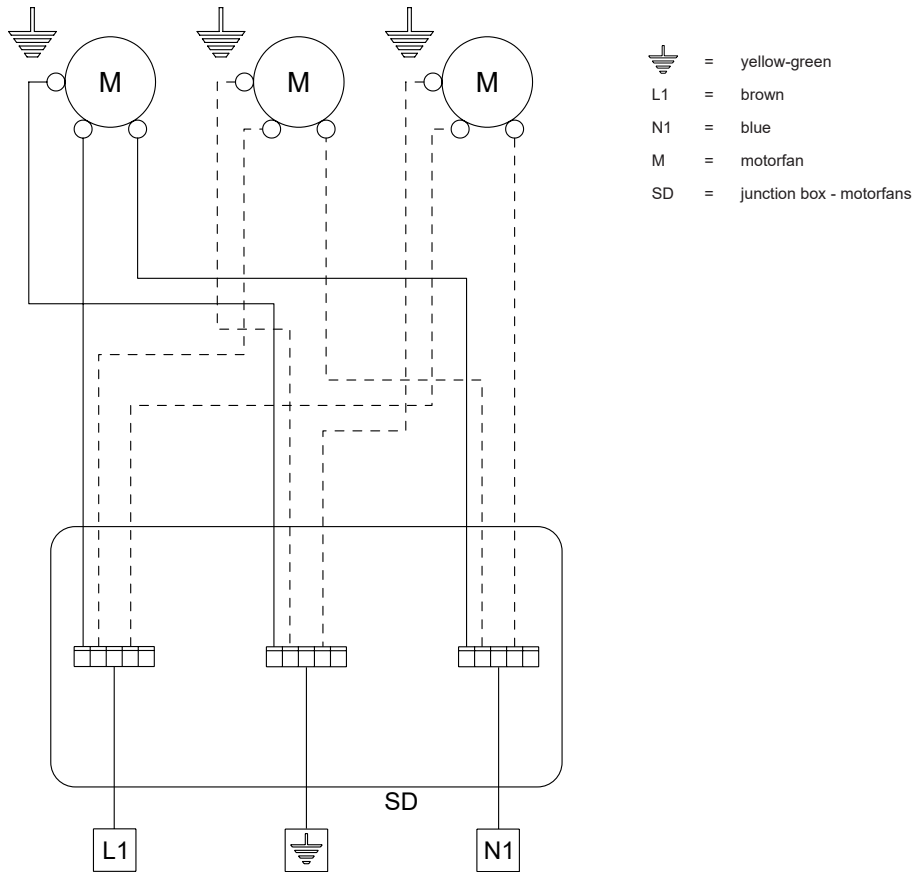 M M M
= yellow-green
L1 = brown
N1 = blue
M = motorfan
SD = junction box - motorfans
SD
L1 N1